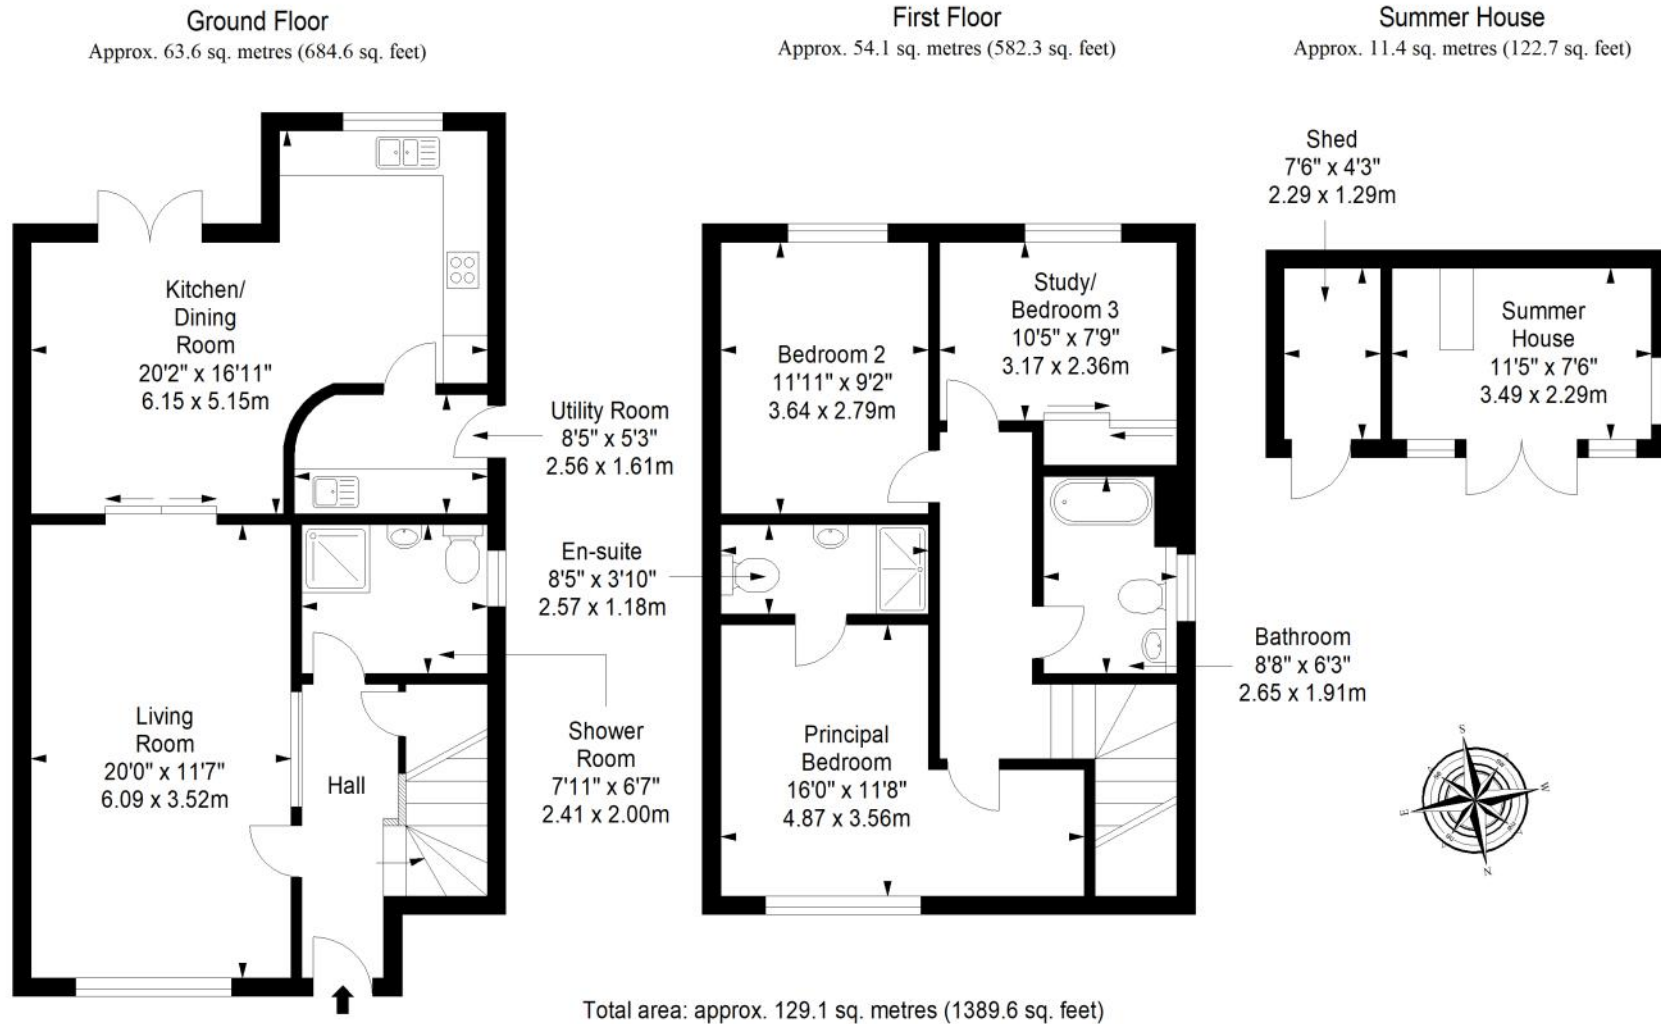 Ground Floor
Approx. 63.6 sq. metres (684.6 sq. feet)
Kitchen/
Dining
Room
20'2" x 16'11"
6.15 x 5.15m
Utility Room
8'5" x 5'3"
2.56 x 1.61m
En-suite
8'5" x 3'10"
2.57 x 1.18m
Shower
Room
7'11" x 6'7"
2.41 x 2.00m
Living
Room
20'0" x 11'7"
6.09 x 3.52m
Hall
First Floor
Approx. 54.1 sq. metres (582.3 sq. feet)
Bedroom 2
11'11" x 9'2"
3.64 x 2.79m
Study/
Bedroom 3
10'5" x 7'9"
3.17 x 2.36m
Bathroom
8'8" x 6'3"
2.65 x 1.91m
Principal
Bedroom
16'0" x 11'8"
4.87 x 3.56m
Summer House
Approx. 11.4 sq. metres (122.7 sq. feet)
Shed
7'6" x 4'3"
2.29 x 1.29m
Summer
House
11'5" x 7'6"
3.49 x 2.29m
S
W
E
N
Total area: approx. 129.1 sq. metres (1389.6 sq. feet)